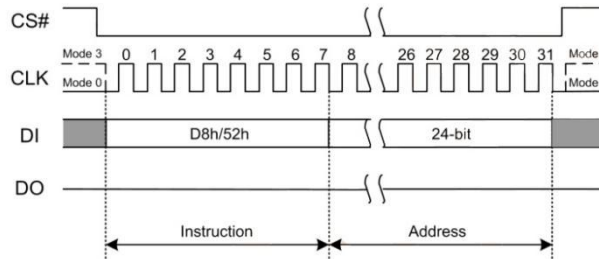 CS#
Mode 3 0 1 2 3 4 5 6 7 8 26 27 28 29 30 31 Mode
CLK
Mode 0 Mode
DI D8h/52h 24-bit
DO
Instruction Address